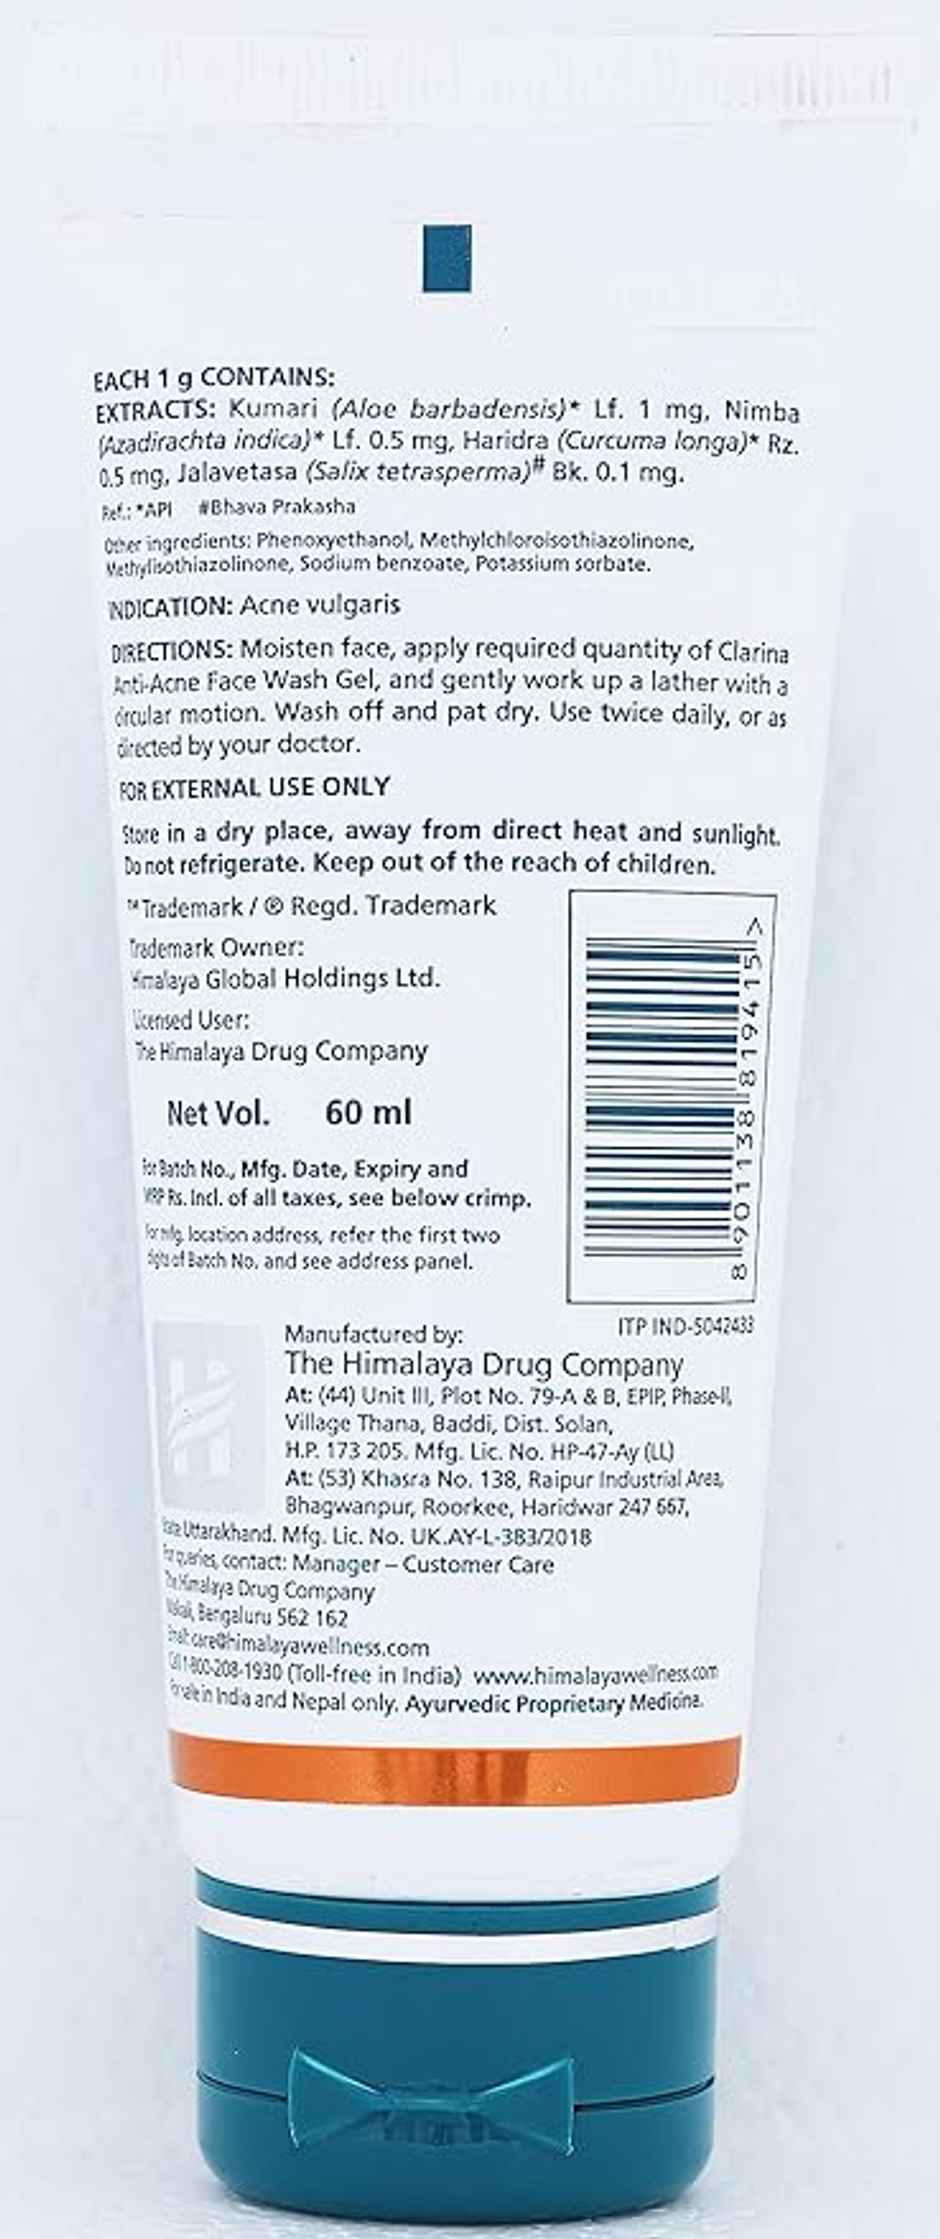 EACH 1 g CONTAINS:
EXTRACTS: Kumari (Aloe barbadensis)* Lf. 1 mg, Nimba
(Azadirachta indica)* Lf. 0.5 mg, Haridra (Curcuma longa)* Rz.
0.5 mg, Jalavetasa (Salix tetrasperma)# Bk. 0.1 mg.
Ref.: *API #Bhava Prakasha
Other ingredients: Phenoxyethanol, Methylchloroisothiazolinone,
Methylisothiazolinone, Sodium benzoate, Potassium sorbate.
INDICATION: Acne vulgaris
DIRECTIONS: Moisten face, apply required quantity of Clarina
Anti-Acne Face Wash Gel, and gently work up a lather with a
circular motion. Wash off and pat dry. Use twice daily, or as
directed by your doctor.
FOR EXTERNAL USE ONLY
Store in a dry place, away from direct heat and sunlight.
Do not refrigerate. Keep out of the reach of children.
™ Trademark / ® Regd. Trademark
Trademark Owner:
Himalaya Global Holdings Ltd.
Licensed User:
The Himalaya Drug Company
Net Vol. 60 ml
For Batch No., Mfg. Date, Expiry and
MRP Rs. Incl. of all taxes, see below crimp.
For mfg. location address, refer the first two
digits of Batch No. and see address panel.
8 901138 819415 >
ITP IND-5042433
Manufactured by:
The Himalaya Drug Company
At: (44) Unit III, Plot No. 79-A & B, EPIP, Phase-II,
Village Thana, Baddi, Dist. Solan,
H.P. 173 205. Mfg. Lic. No. HP-47-Ay (LL)
At: (53) Khasra No. 138, Raipur Industrial Area,
Bhagwanpur, Roorkee, Haridwar 247 667,
State Uttarakhand. Mfg. Lic. No. UK.AY-L-383/2018
For queries, contact: Manager – Customer Care
The Himalaya Drug Company
Makali, Bengaluru 562 162
Email: care@himalayawellness.com
Call 1-800-208-1930 (Toll-free in India) www.himalayawellness.com
For sale in India and Nepal only. Ayurvedic Proprietary Medicine.